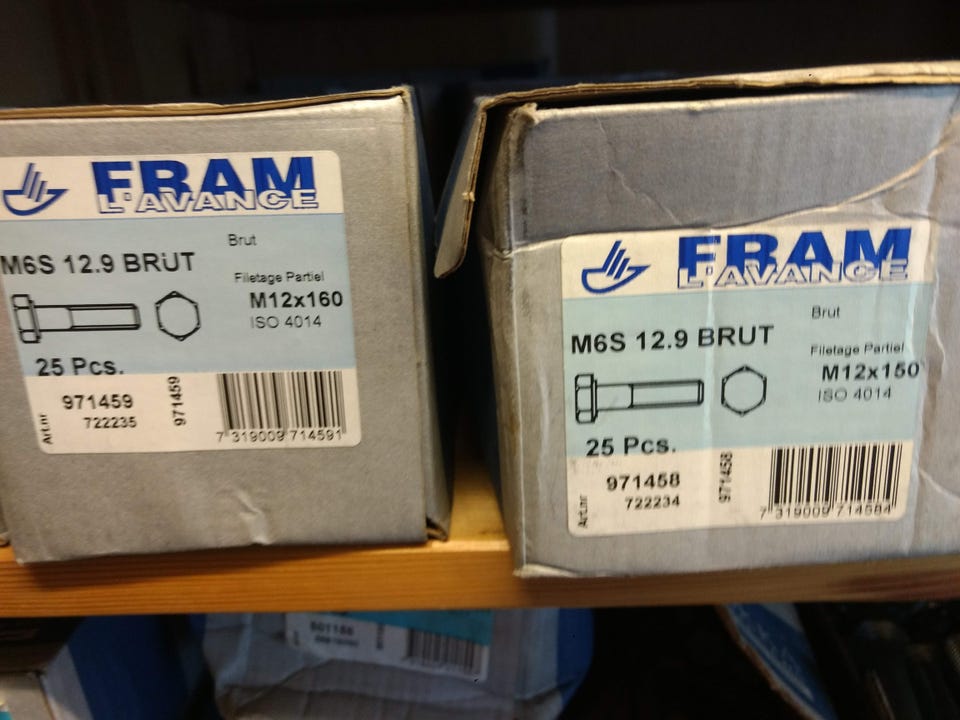 FRAM
L'AVANCE
Brut
M6S 12.9 BRUT
Filetage Partiel
M12x160
ISO 4014
25 Pcs.
971459
722235
Art.nr
971459
7 319009 714591
FRAM
L'AVANCE
Brut
M6S 12.9 BRUT
Filetage Partiel
M12x150
ISO 4014
25 Pcs.
971458
722234
Art.nr
971458
7 319009 714584